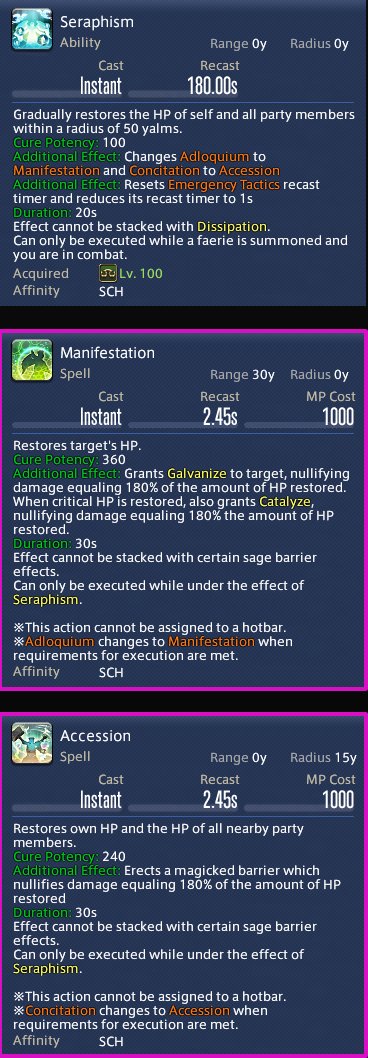 Seraphism
Ability
Range 0y Radius 0y
Cast Recast
Instant 180.00s
Gradually restores the HP of self and all party members
within a radius of 50 yalms.
Cure Potency: 100
Additional Effect: Changes Adloquium to
Manifestation and Concitation to Accession
Additional Effect: Resets Emergency Tactics recast
timer and reduces its recast timer to 1s
Duration: 20s
Effect cannot be stacked with Dissipation.
Can only be executed while a faerie is summoned and
you are in combat.
Acquired Lv. 100
Affinity SCH
Manifestation
Spell
Range 30y Radius 0y
Cast Recast MP Cost
Instant 2.45s 1000
Restores target's HP.
Cure Potency: 360
Additional Effect: Grants Galvanize to target, nullifying
damage equaling 180% of the amount of HP restored.
When critical HP is restored, also grants Catalyze,
nullifying damage equaling 180% the amount of HP
restored.
Duration: 30s
Effect cannot be stacked with certain sage barrier
effects.
Can only be executed while under the effect of
Seraphism.
※This action cannot be assigned to a hotbar.
※Adloquium changes to Manifestation when
requirements for execution are met.
Affinity SCH
Accession
Spell
Range 0y Radius 15y
Cast Recast MP Cost
Instant 2.45s 1000
Restores own HP and the HP of all nearby party
members.
Cure Potency: 240
Additional Effect: Erects a magicked barrier which
nullifies damage equaling 180% of the amount of HP
restored
Duration: 30s
Effect cannot be stacked with certain sage barrier
effects.
Can only be executed while under the effect of
Seraphism.
※This action cannot be assigned to a hotbar.
※Concitation changes to Accession when
requirements for execution are met.
Affinity SCH